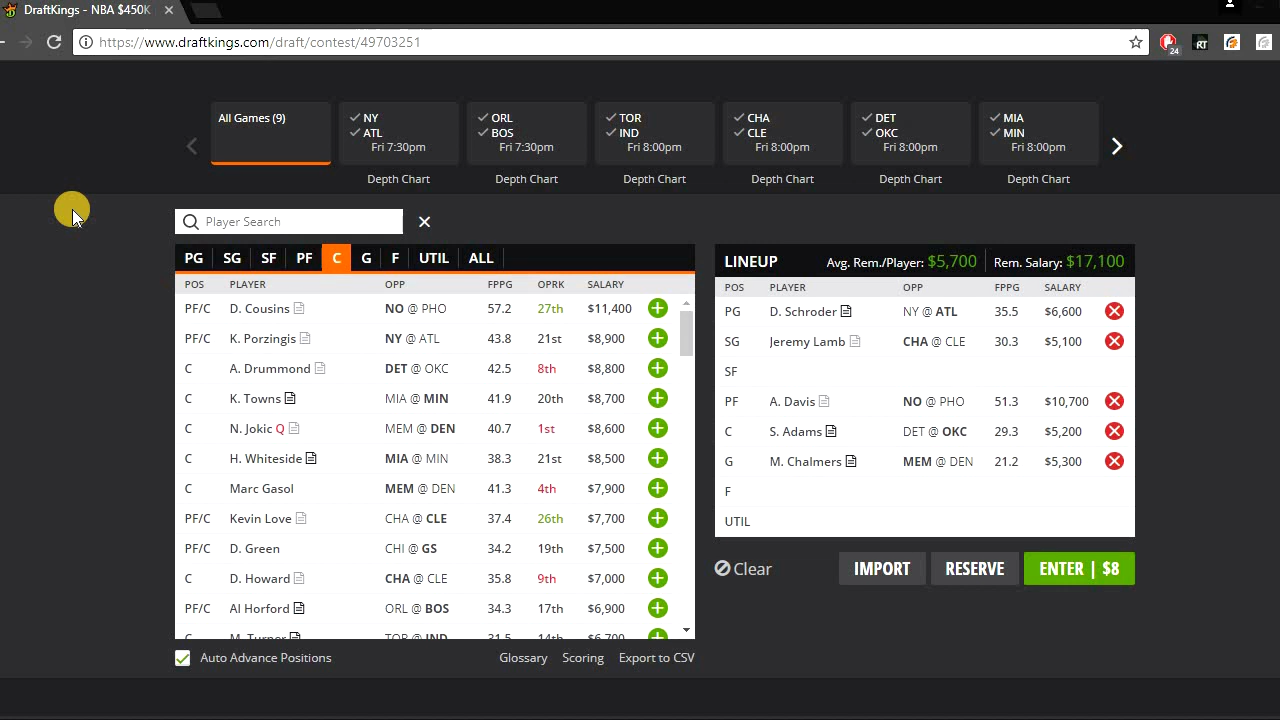 DraftKings - NBA $450K
https://www.draftkings.com/draft/contest/49703251
24
RT
All Games (9)
NY
ATL
Fri 7:30pm
Depth Chart
ORL
BOS
Fri 7:30pm
Depth Chart
TOR
IND
Fri 8:00pm
Depth Chart
CHA
CLE
Fri 8:00pm
Depth Chart
DET
OKC
Fri 8:00pm
Depth Chart
MIA
MIN
Fri 8:00pm
Depth Chart
Player Search
PG SG SF PF C G F UTIL ALL
POS PLAYER OPP FPPG OPRK SALARY
PF/C D. Cousins NO @ PHO 57.2 27th $11,400
PF/C K. Porzingis NY @ ATL 43.8 21st $8,900
C A. Drummond DET @ OKC 42.5 8th $8,800
C K. Towns MIA @ MIN 41.9 20th $8,700
C N. Jokic Q MEM @ DEN 40.7 1st $8,600
C H. Whiteside MIA @ MIN 38.3 21st $8,500
C Marc Gasol MEM @ DEN 41.3 4th $7,900
PF/C Kevin Love CHA @ CLE 37.4 26th $7,700
PF/C D. Green CHI @ GS 34.2 19th $7,500
C D. Howard CHA @ CLE 35.8 9th $7,000
PF/C Al Horford ORL @ BOS 34.3 17th $6,900
C M. Turner TOR @ IND 31.5 14th $6,700
Auto Advance Positions
Glossary Scoring Export to CSV
LINEUP Avg. Rem./Player: $5,700 Rem. Salary: $17,100
POS PLAYER OPP FPPG SALARY
PG D. Schroder NY @ ATL 35.5 $6,600
SG Jeremy Lamb CHA @ CLE 30.3 $5,100
SF
PF A. Davis NO @ PHO 51.3 $10,700
C S. Adams DET @ OKC 29.3 $5,200
G M. Chalmers MEM @ DEN 21.2 $5,300
F
UTIL
Clear IMPORT RESERVE ENTER | $8